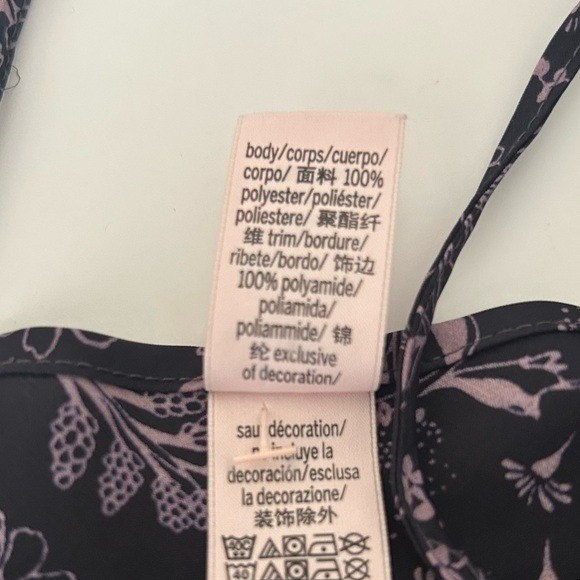 body/corps/cuerpo/
corpo/ 面料 100%
polyester/poliéster/
poliestere/ 聚酯纤
维 trim/bordure/
ribete/bordo/ 饰边
100% polyamide/
poliamida/
poliammide/ 锦
纶 exclusive
of decoration/
sauf décoration/
no incluye la
decoración/esclusa
la decorazione/
装饰除外
40